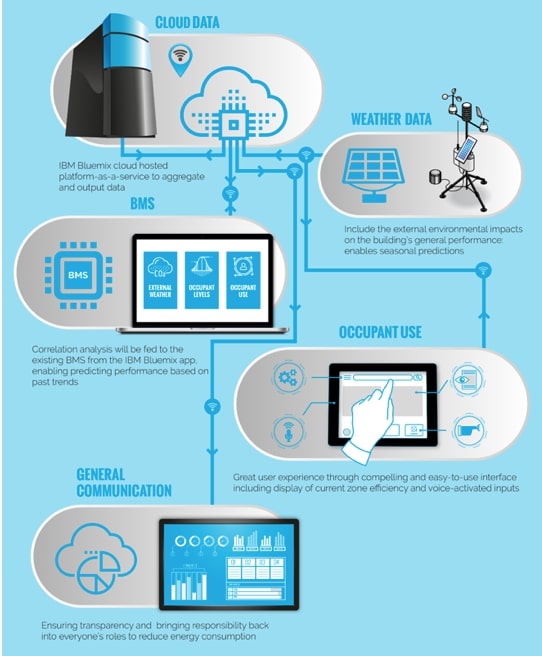 CLOUD DATA
IBM Bluemix cloud hosted
platform-as-a-service to aggregate
and output data
WEATHER DATA
Include the external environmental impacts
on the building's general performance:
enables seasonal predictions
BMS
BMS
EXTERNAL
WEATHER
OCCUPANT
LEVELS
OCCUPANT
USE
Correlation analysis will be fed to the
existing BMS from the IBM Bluemix app,
enabling predicting performance based on
past trends
OCCUPANT USE
Great user experience through compelling and easy-to-use interface
including display of current zone efficiency and voice-activated inputs
GENERAL
COMMUNICATION
Ensuring transparency and bringing responsibility back
into everyone's roles to reduce energy consumption